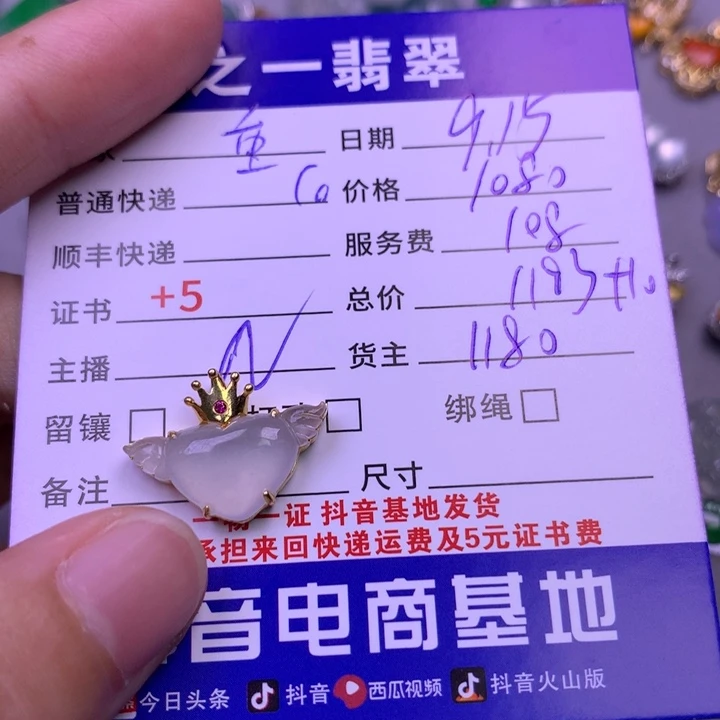 之一翡翠
重 日期 9.15
普通快递 价格 1080
顺丰快递 服务费 108
证书 +5 总价 1193+10
主播 货主 1180
留镶 绑绳
备注 尺寸
一物一证 抖音基地发货
承担来回快递运费及5元证书费
音电商基地
今日头条 抖音 西瓜视频 抖音火山版